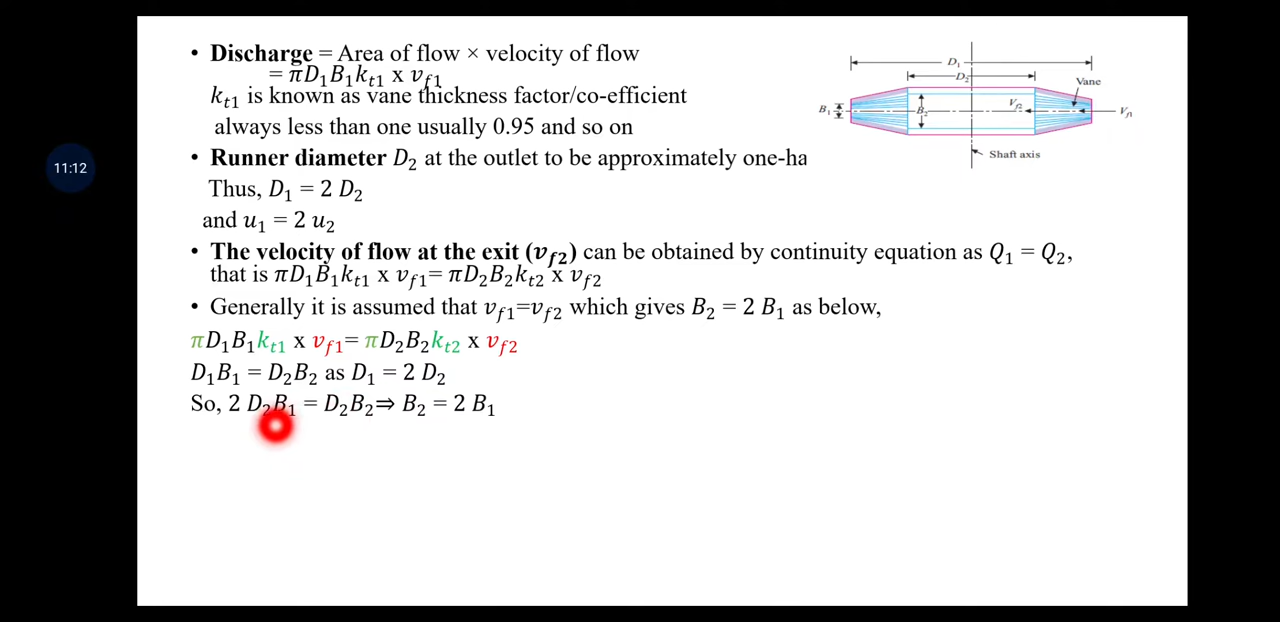 • Discharge = Area of flow × velocity of flow
= πD₁B₁kₜ₁ x v_f1
kₜ₁ is known as vane thickness factor/co-efficient
always less than one usually 0.95 and so on
11:12
• Runner diameter D₂ at the outlet to be approximately one-ha
Thus, D₁ = 2 D₂
and u₁ = 2 u₂
• The velocity of flow at the exit (v_f2) can be obtained by continuity equation as Q₁ = Q₂,
that is πD₁B₁kₜ₁ x v_f1= πD₂B₂kₜ₂ x v_f2
• Generally it is assumed that v_f1=v_f2 which gives B₂ = 2 B₁ as below,
πD₁B₁kₜ₁ x v_f1= πD₂B₂kₜ₂ x v_f2
D₁B₁ = D₂B₂ as D₁ = 2 D₂
So, 2 D₂B₁ = D₂B₂⇒ B₂ = 2 B₁
D₁
D₂
Vane
B₁
B₂
V_f2
V_f1
Shaft axis